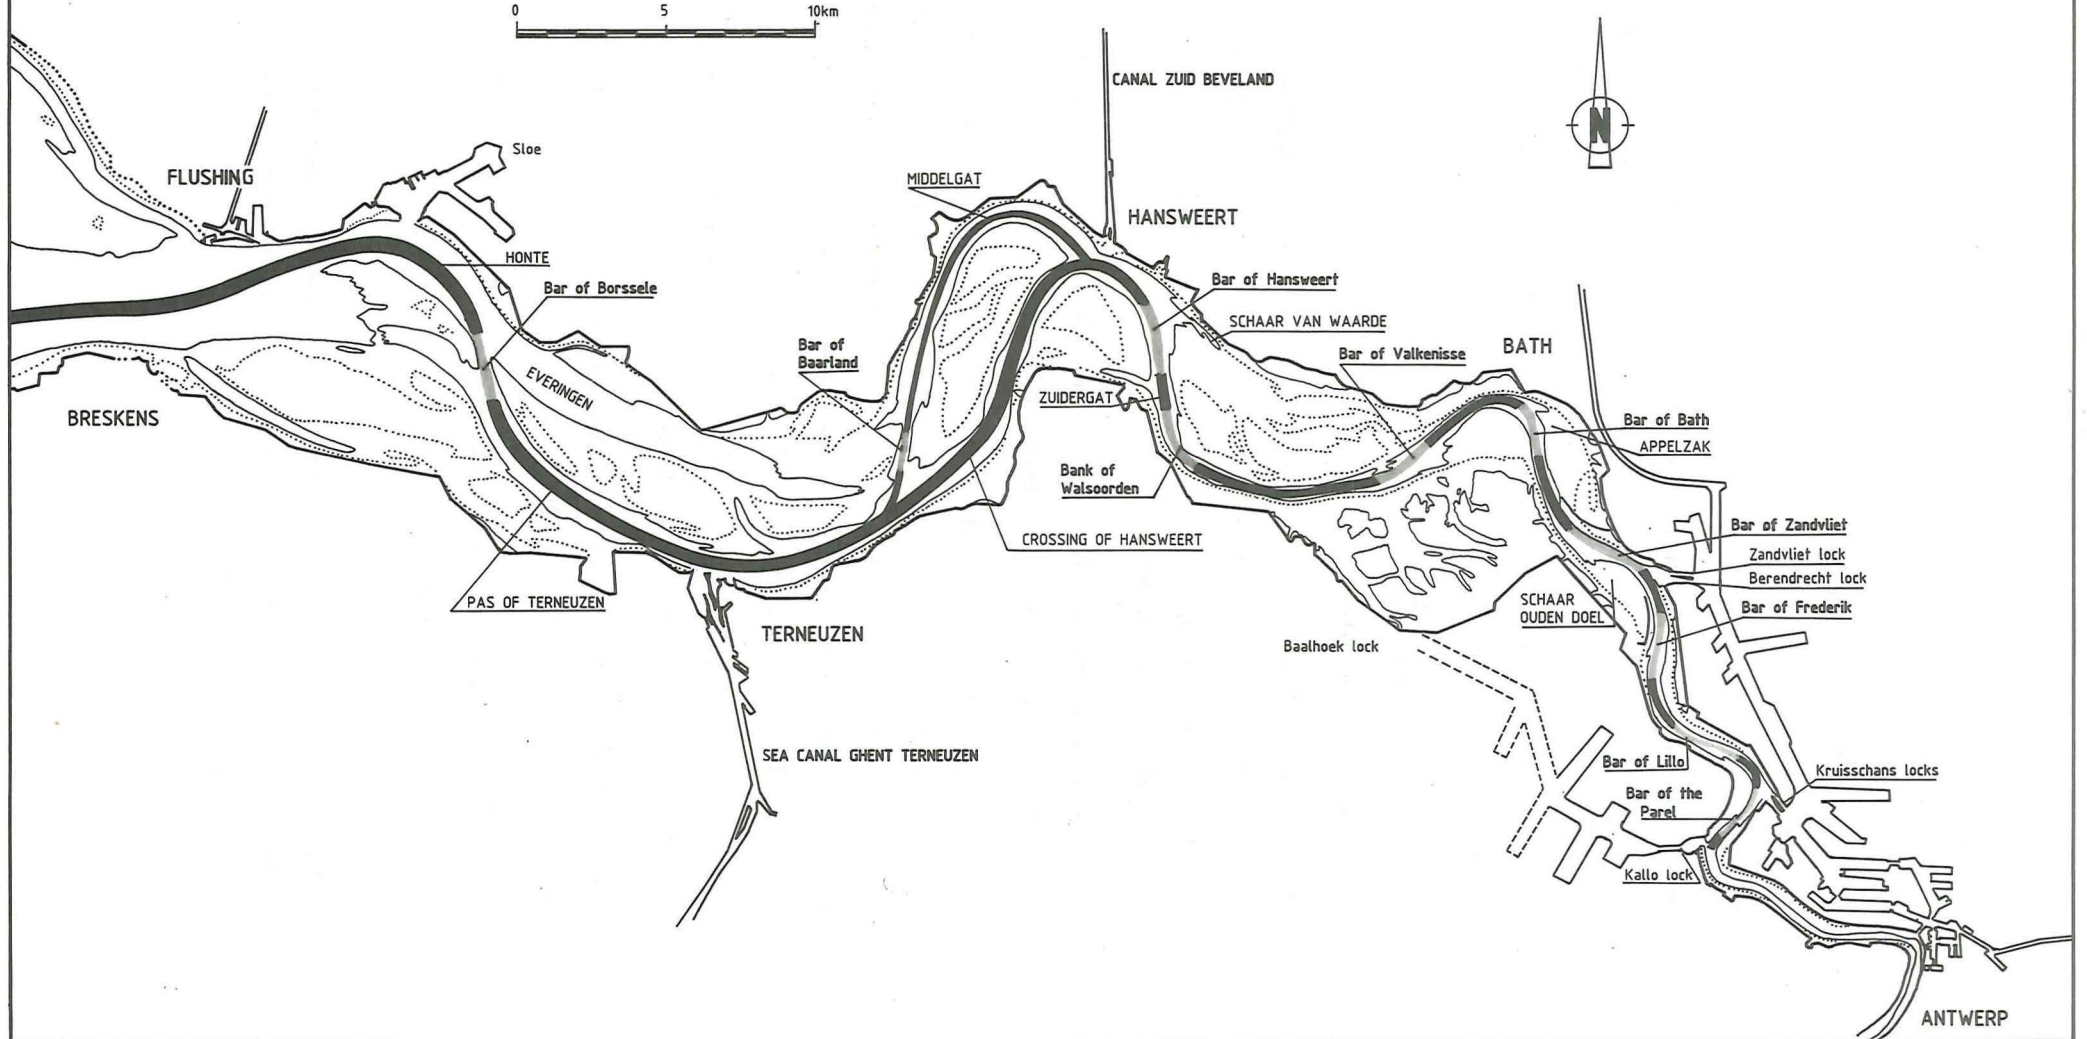 0 5 10km
CANAL ZUID BEVELAND
N
Sloe
FLUSHING
MIDDELGAT
HANSWEERT
HONTE
Bar of Borssele
Bar of Hansweert
SCHAAR VAN WAARDE
Bar of
Baarland
Bar of Valkenisse
BATH
EVERINGEN
ZUIDERGAT
BRESKENS
Bar of Bath
APPELZAK
Bank of
Walsoorden
CROSSING OF HANSWEERT
Bar of Zandvliet
Zandvliet lock
Berendrecht lock
PAS OF TERNEUZEN
SCHAAR
OUDEN DOEL
Bar of Frederik
TERNEUZEN
Baalhoek lock
SEA CANAL GHENT TERNEUZEN
Bar of Lillo
Kruisschans locks
Bar of the
Parel
Kallo lock
ANTWERP